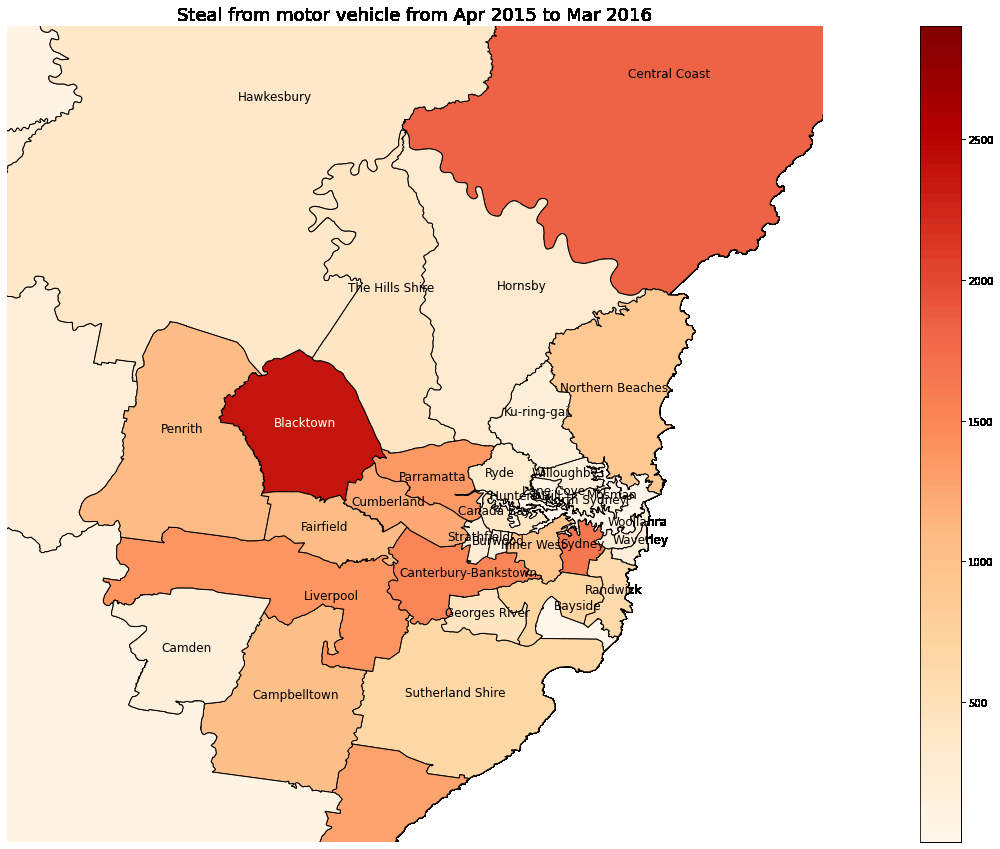 Steal from motor vehicle from Apr 2015 to Mar 2016
Central Coast
Hawkesbury
2500
2000
The Hills Shire
Hornsby
Northern Beaches
Ku-ring-gai
1500
Blacktown
Penrith
Parramatta
Ryde
Willoughby
Lane Cove
Hunters
Mosman
North Sydney
Cumberland
Canada Bay
Fairfield
Woollahra
Strathfield
Burwood
Inner West
Sydney
Waverley
1000
Canterbury-Bankstown
Liverpool
Randwick
Bayside
Georges River
Camden
Campbelltown
Sutherland Shire
500